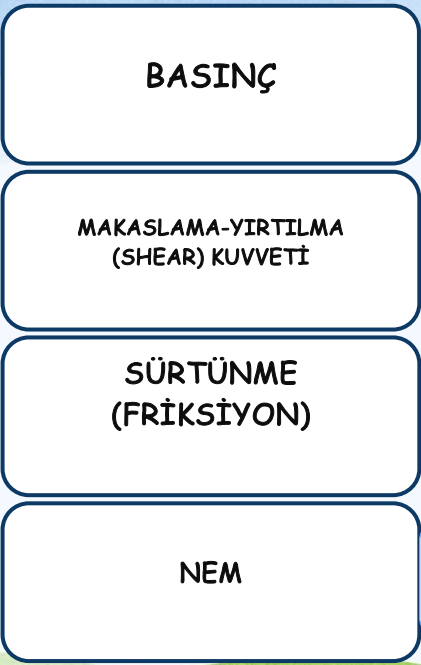 BASINÇ
MAKASLAMA-YIRTILMA
(SHEAR) KUVVETİ
SÜRTÜNME
(FRİKSİYON)
NEM